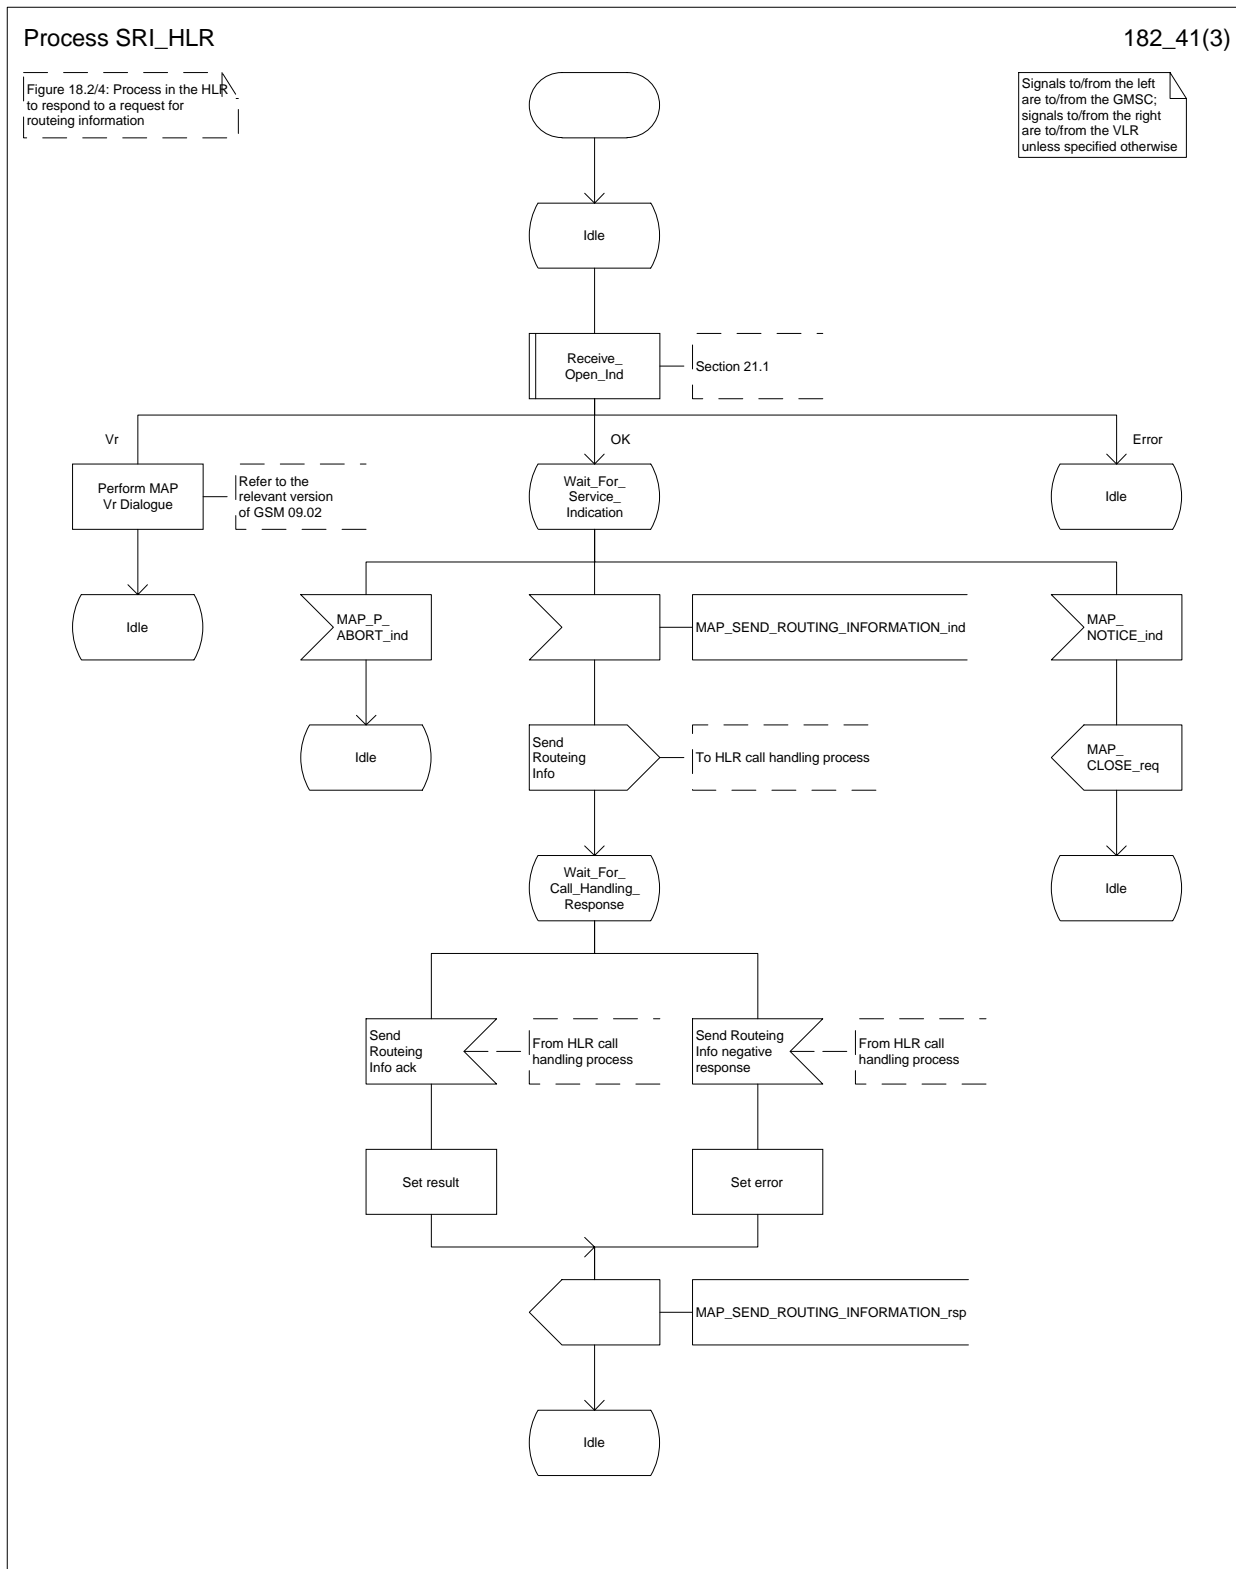 Process SRI_HLR
182_41(3)
Figure 18.2/4: Process in the HLR
to respond to a request for
routeing information
Signals to/from the left
are to/from the GMSC;
signals to/from the right
are to/from the VLR
unless specified otherwise
Idle
Receive_
Open_Ind
Section 21.1
Vr
OK
Error
Perform MAP
Vr Dialogue
Refer to the
relevant version
of GSM 09.02
Wait_For_
Service_
Indication
Idle
Idle
MAP_P_
ABORT_ind
MAP_SEND_ROUTING_INFORMATION_ind
MAP_
NOTICE_ind
Idle
Send
Routeing
Info
To HLR call handling process
MAP_
CLOSE_req
Wait_For_
Call_Handling_
Response
Idle
Send
Routeing
Info ack
From HLR call
handling process
Send Routeing
Info negative
response
From HLR call
handling process
Set result
Set error
MAP_SEND_ROUTING_INFORMATION_rsp
Idle